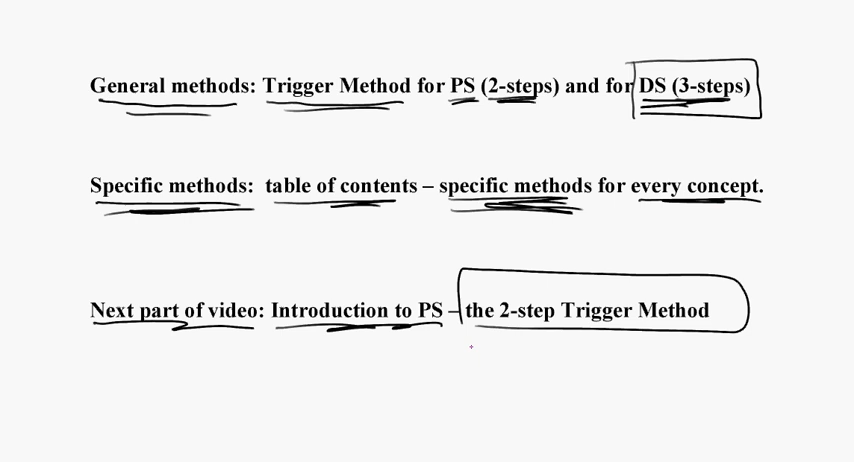 General methods: Trigger Method for PS (2-steps) and for DS (3-steps)
Specific methods: table of contents – specific methods for every concept.
Next part of video: Introduction to PS – the 2-step Trigger Method